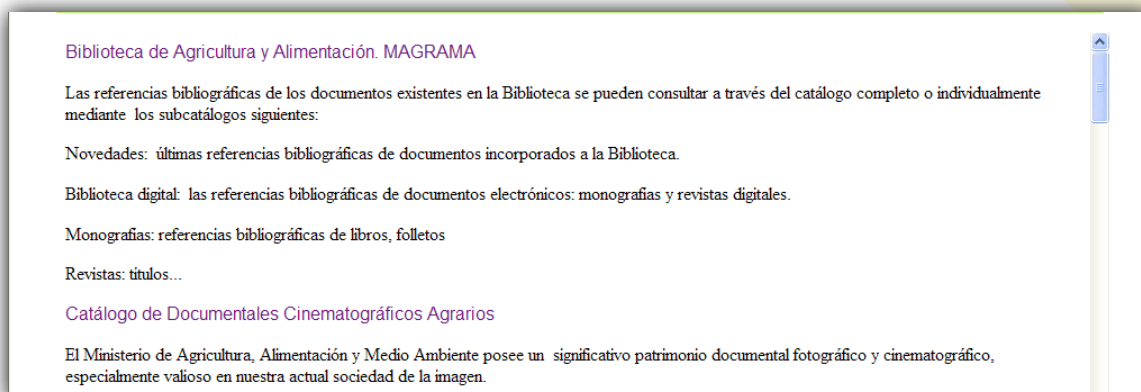 Biblioteca de Agricultura y Alimentación. MAGRAMA
Las referencias bibliográficas de los documentos existentes en la Biblioteca se pueden consultar a través del catálogo completo o individualmente
mediante los subcatálogos siguientes:
Novedades: últimas referencias bibliográficas de documentos incorporados a la Biblioteca.
Biblioteca digital: las referencias bibliográficas de documentos electrónicos: monografias y revistas digitales.
Monografias: referencias bibliográficas de libros, folletos
Revistas: titulos...
Catálogo de Documentales Cinematográficos Agrarios
El Ministerio de Agricultura, Alimentación y Medio Ambiente posee un significativo patrimonio documental fotográfico y cinematográfico,
especialmente valioso en nuestra actual sociedad de la imagen.